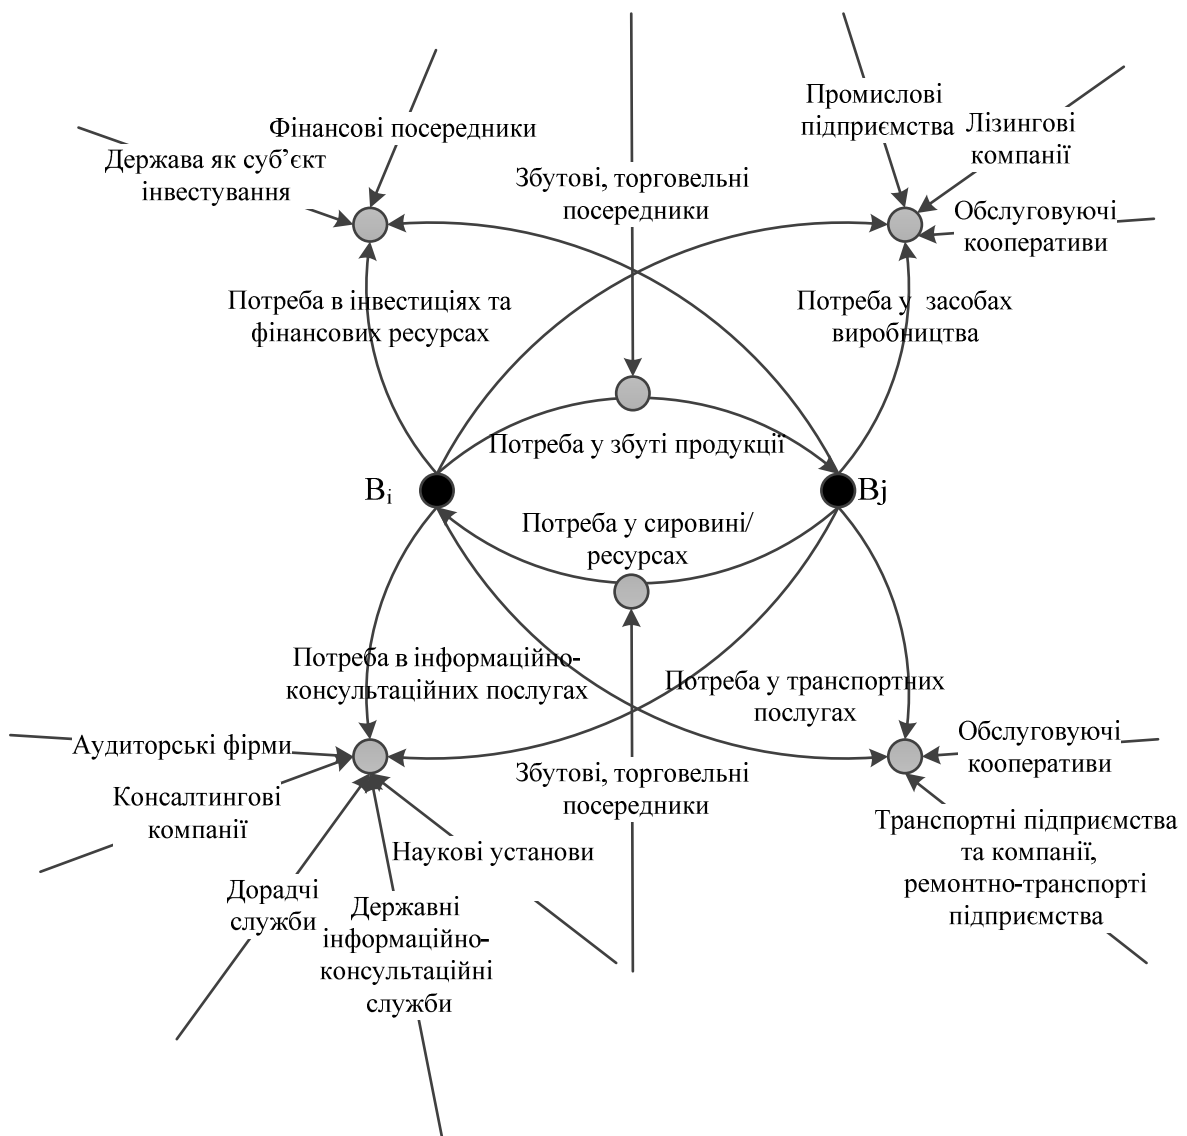 Промислові
підприємства
Фінансові посередники
Лізингові
компанії
Держава як суб’єкт
інвестування
Збутові, торговельні
посередники
Обслуговуючі
кооперативи
Потреба в інвестиціях та
фінансових ресурсах
Потреба у засобах
виробництва
Потреба у збуті продукції
Bᵢ
Bj
Потреба у сировині/
ресурсах
Потреба в інформаційно-
консультаційних послугах
Потреба у транспортних
послугах
Аудиторські фірми
Обслуговуючі
кооперативи
Збутові, торговельні
посередники
Консалтингові
компанії
Транспортні підприємства
та компанії,
ремонтно-транспорті
підприємства
Наукові установи
Дорадчі
служби
Державні
інформаційно-
консультаційні
служби